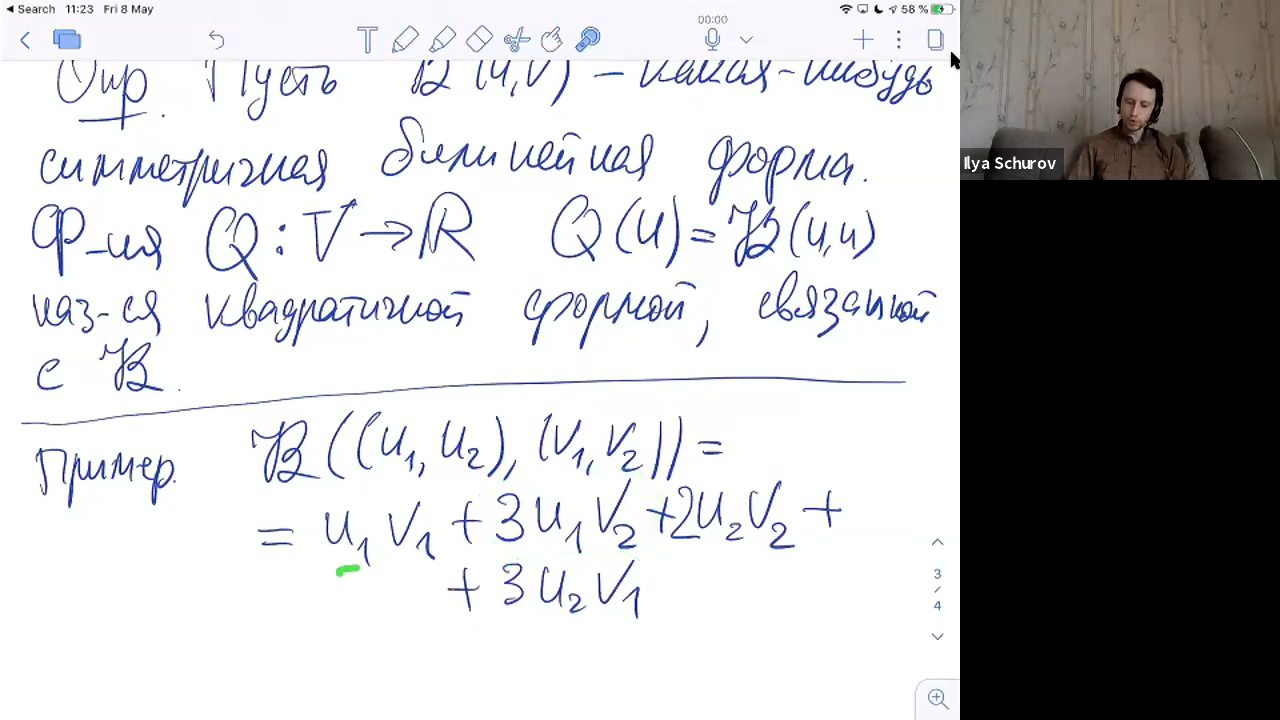 Search 11:23 Fri 8 May
58 %
00:00
Опр. Пусть B(u,v) – какая-нибудь
симметричная билинейная форма.
Ф-ия Q : V → ℝ Q(u) = B(u,u)
наз-ся квадратичной формой, связанной
с B.
Пример. B((u₁, u₂), (v₁, v₂)) =
= u₁v₁ + 3u₁v₂ + 2u₂v₂ +
+ 3u₂v₁
3
/
4
Ilya Schurov